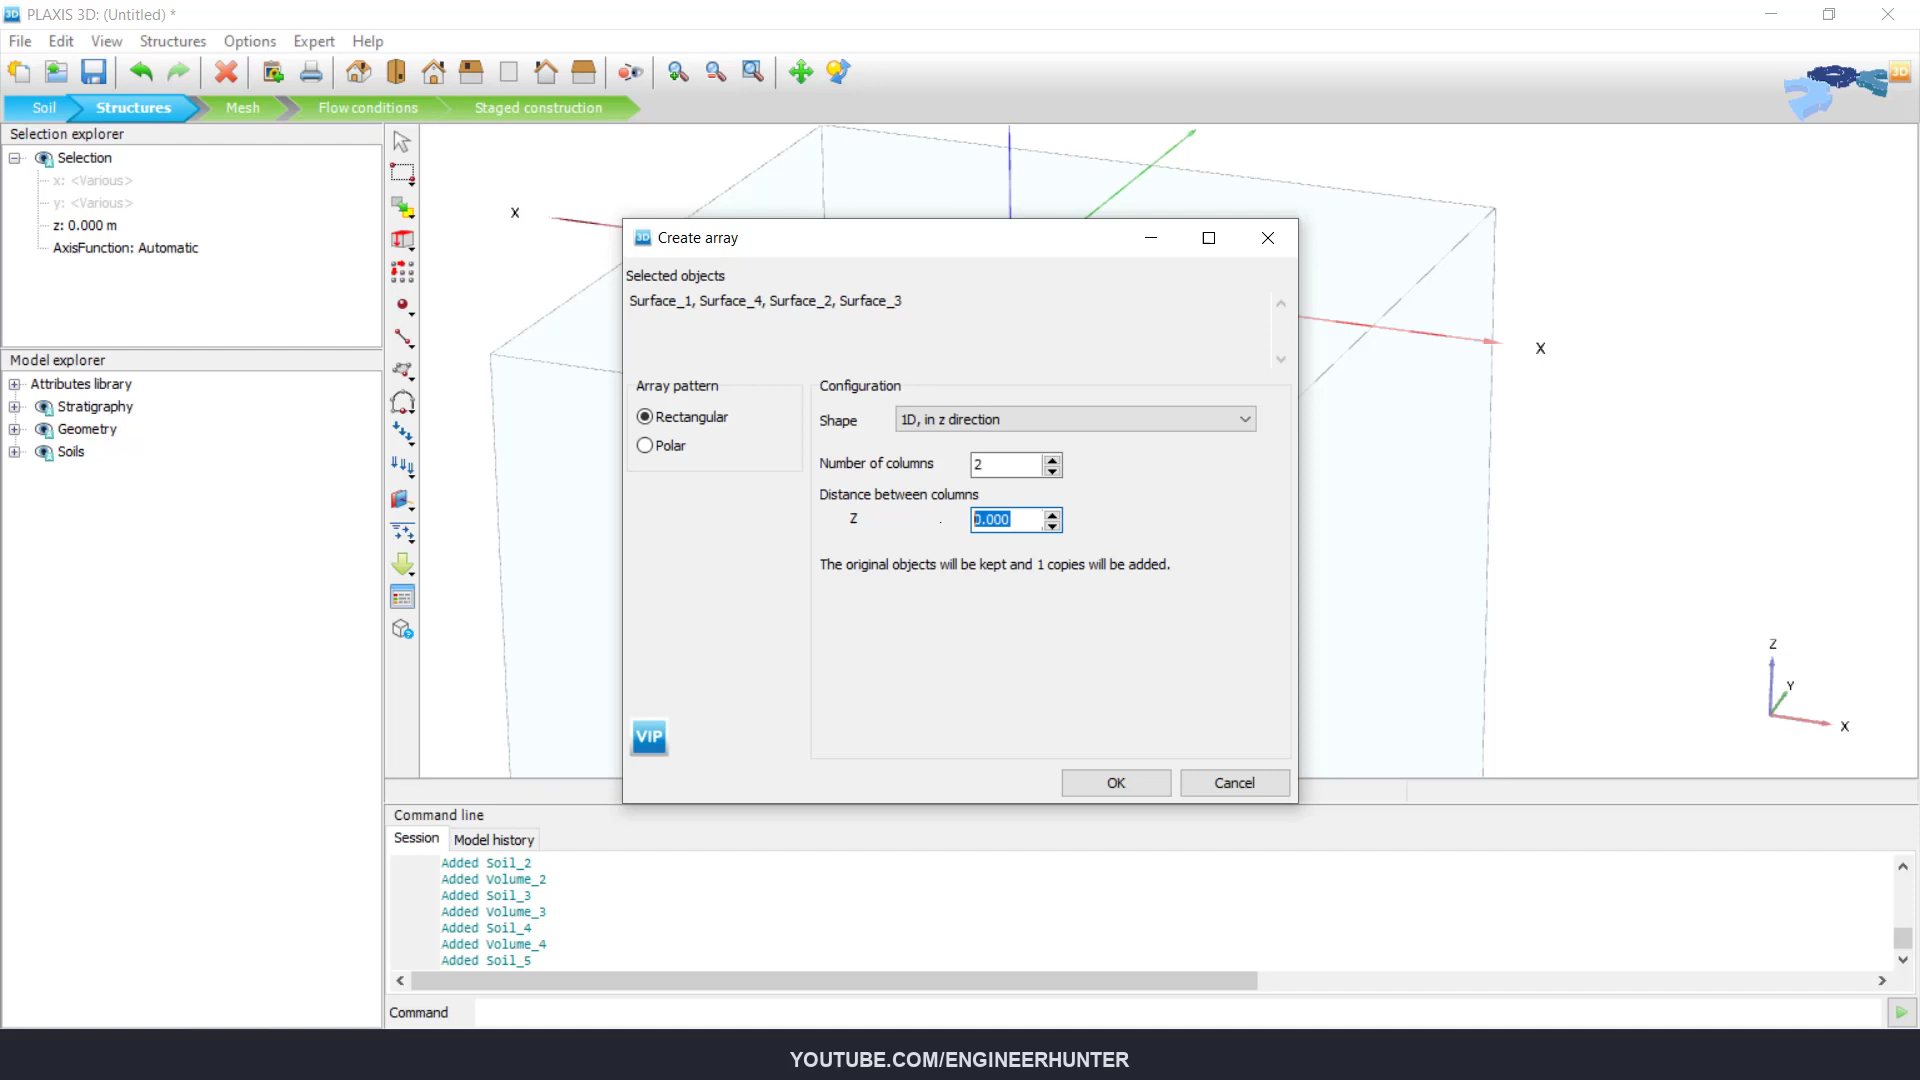 PLAXIS 3D: (Untitled) *
File Edit View Structures Options Expert Help
Soil Structures Mesh Flow conditions Staged construction
3D
Selection explorer
Selection
x: <Various>
y: <Various>
z: 0.000 m
AxisFunction: Automatic
Model explorer
Attributes library
Stratigraphy
Geometry
Soils
X
X
3D Create array
Selected objects
Surface_1, Surface_4, Surface_2, Surface_3
Array pattern
Rectangular
Polar
Configuration
Shape 1D, in z direction
Number of columns 2
Distance between columns
Z 0.000
The original objects will be kept and 1 copies will be added.
VIP
OK Cancel
Z
Y
X
Command line
Session Model history
Added Soil_2
Added Volume_2
Added Soil_3
Added Volume_3
Added Soil_4
Added Volume_4
Added Soil_5
Command
YOUTUBE.COM/ENGINEERHUNTER